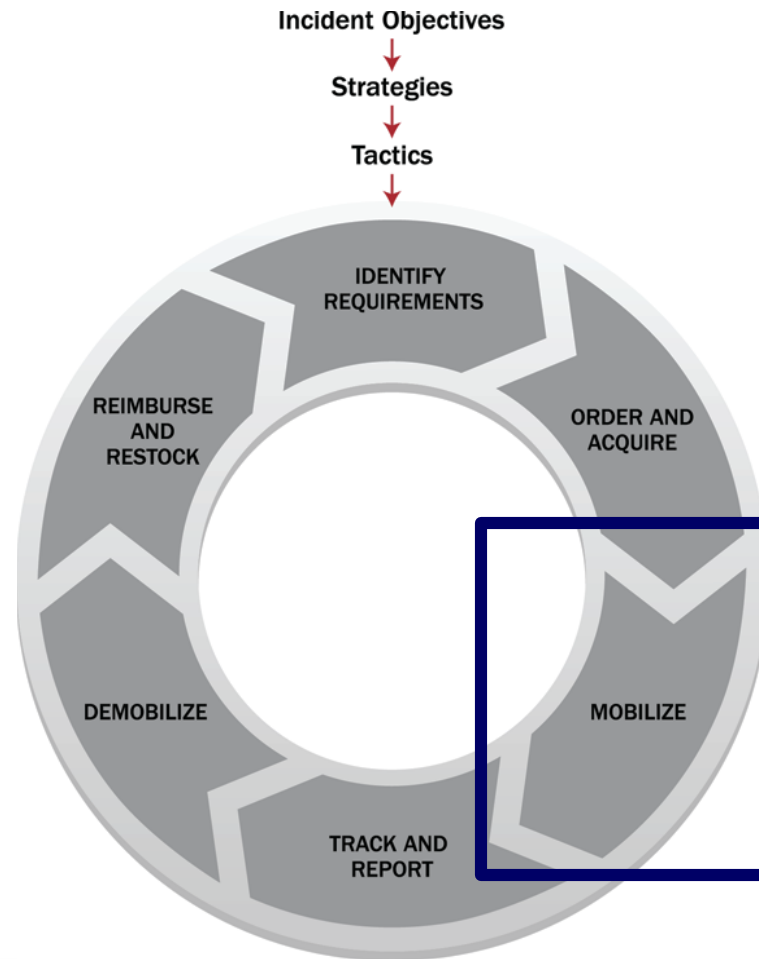 Incident Objectives
Strategies
Tactics
IDENTIFY
REQUIREMENTS
ORDER AND
ACQUIRE
MOBILIZE
TRACK AND
REPORT
DEMOBILIZE
REIMBURSE
AND
RESTOCK